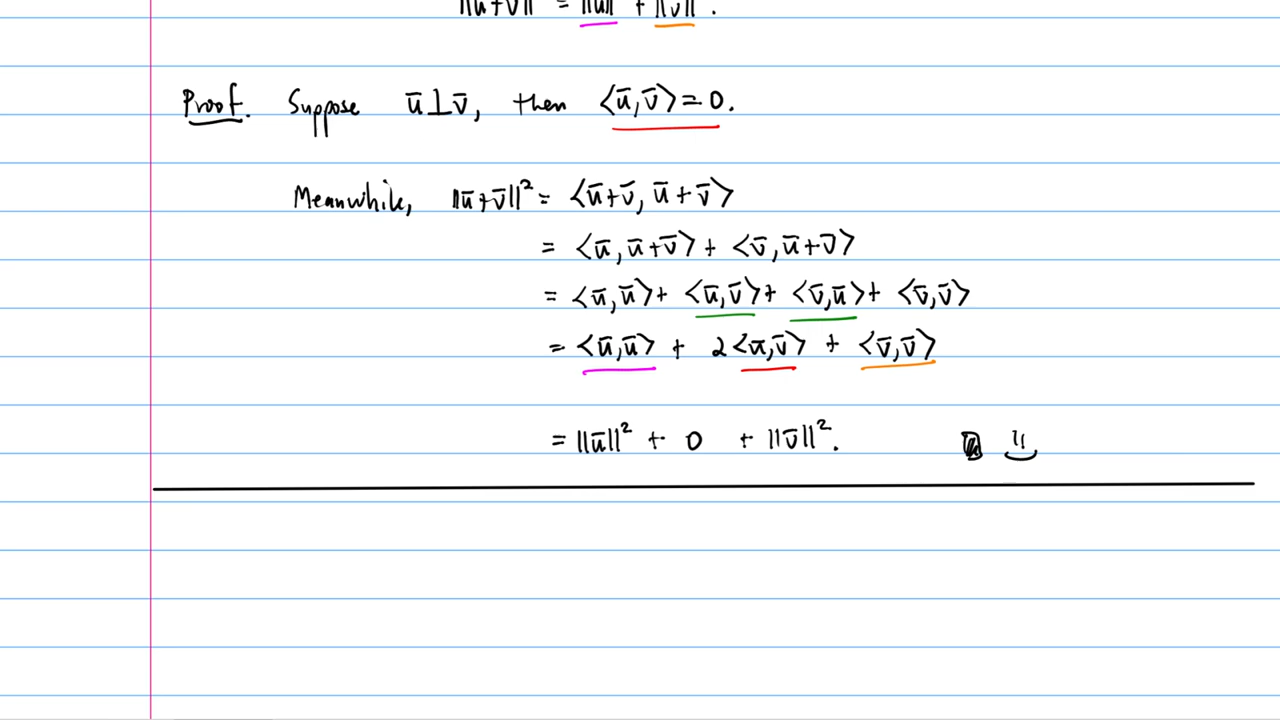 ‖ū+v̄‖² = ‖ū‖² + ‖v̄‖².
Proof. Suppose ū⊥v̄, then <ū,v̄>=0.
Meanwhile, ‖ū+v̄‖² = <ū+v̄, ū+v̄>
= <ū, ū+v̄> + <v̄, ū+v̄>
= <ū,ū> + <ū,v̄> + <v̄,ū> + <v̄,v̄>
= <ū,ū> + 2<ū,v̄> + <v̄,v̄>
= ‖ū‖² + 0 + ‖v̄‖².